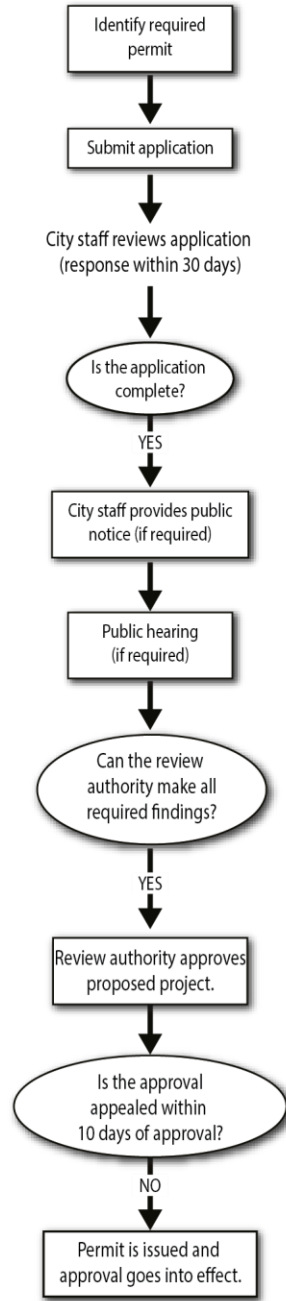 Identify required
permit
Submit application
City staff reviews application
(response within 30 days)
Is the application
complete?
YES
City staff provides public
notice (if required)
Public hearing
(if required)
Can the review
authority make all
required findings?
YES
Review authority approves
proposed project.
Is the approval
appealed within
10 days of approval?
NO
Permit is issued and
approval goes into effect.